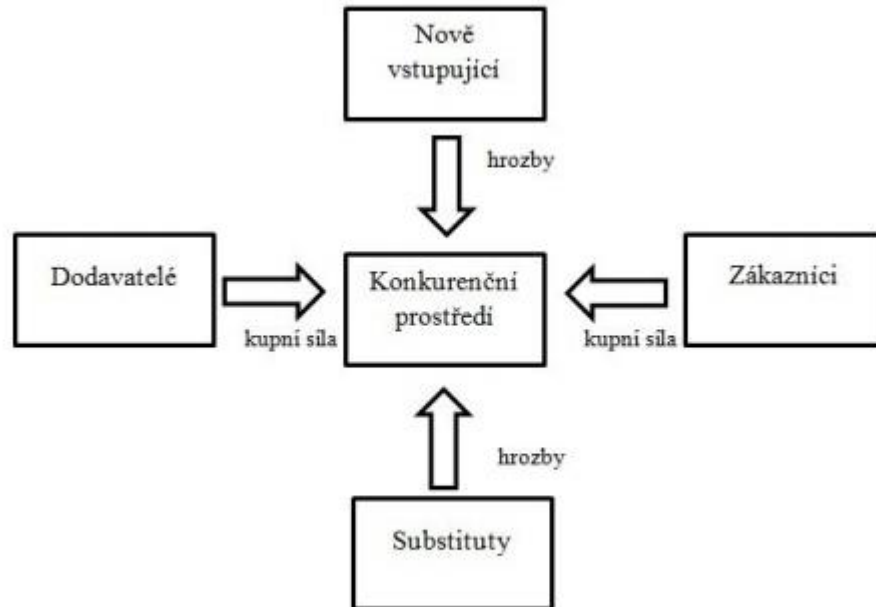 Nově
vstupující
hrozby
Dodavatelé
Konkurenční
prostředí
Zákazníci
kupní síla
kupní síla
hrozby
Substituty